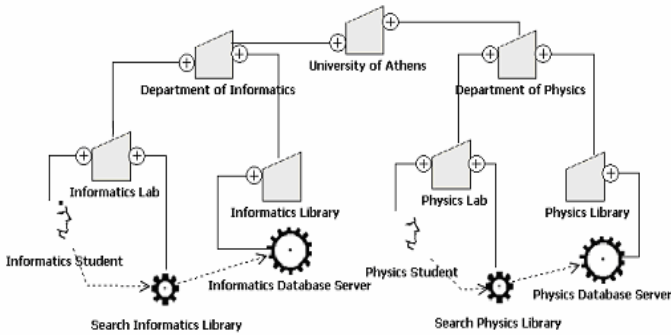 University of Athens
Department of Informatics
Department of Physics
Informatics Lab
Informatics Library
Physics Lab
Physics Library
Informatics Student
Informatics Database Server
Physics Student
Physics Database Server
Search Informatics Library
Search Physics Library